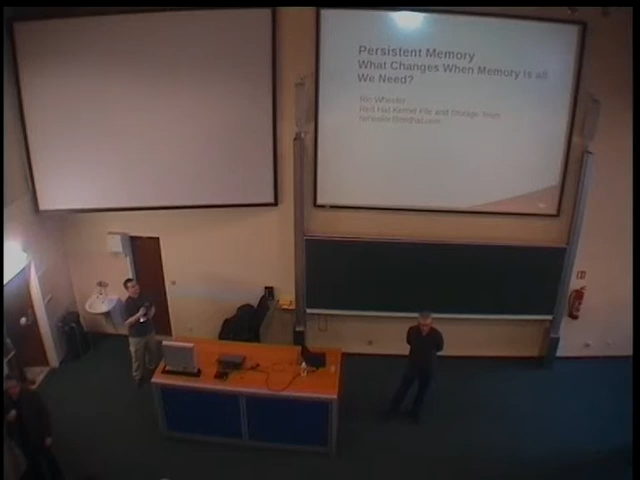 Persistent Memory
What Changes When Memory Is all
We Need?
Ric Wheeler
Red Hat Kernel File and Storage Team